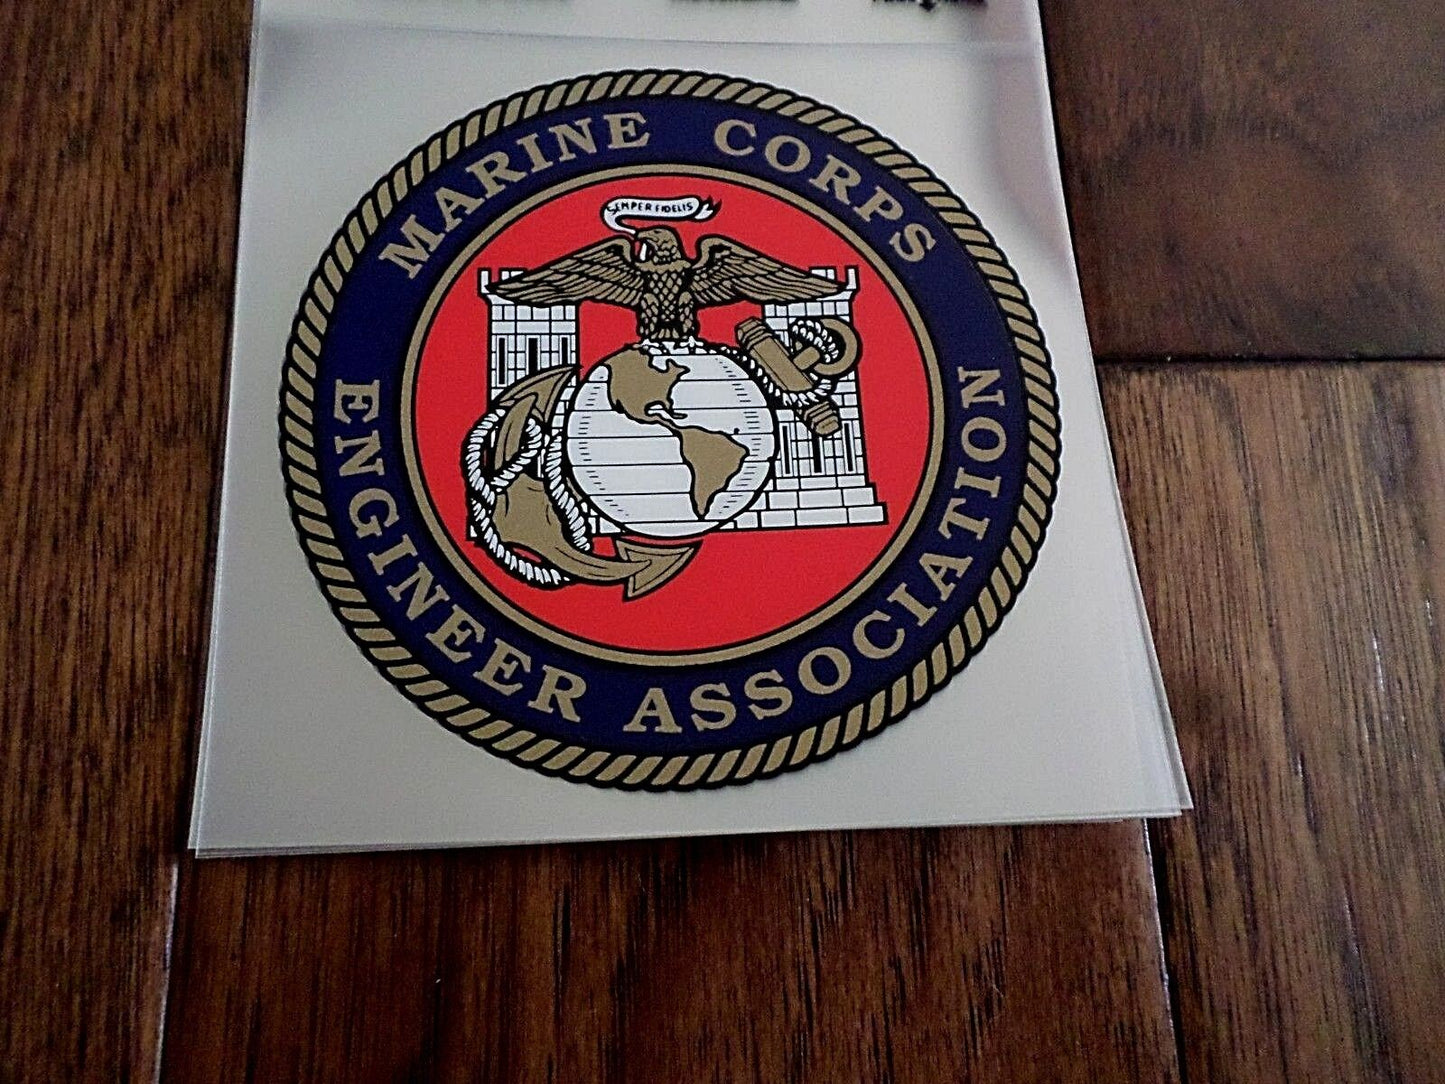 MARINE CORPS
SEMPER FIDELIS
ENGINEER ASSOCIATION